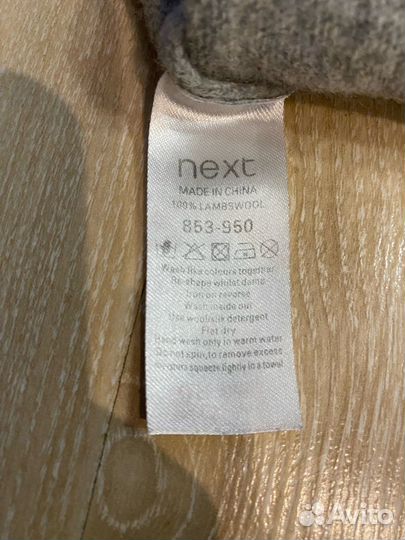 next
MADE IN CHINA
100% LAMBSWOOL
853-950
Wash like colours together
Re-shape whilst damp
Iron on reverse
Wash inside out
Use wool/silk detergent
Flat dry
Hand wash only in warm water
Do not spin, to remove excess
moisture squeeze lightly in a towel
Avito